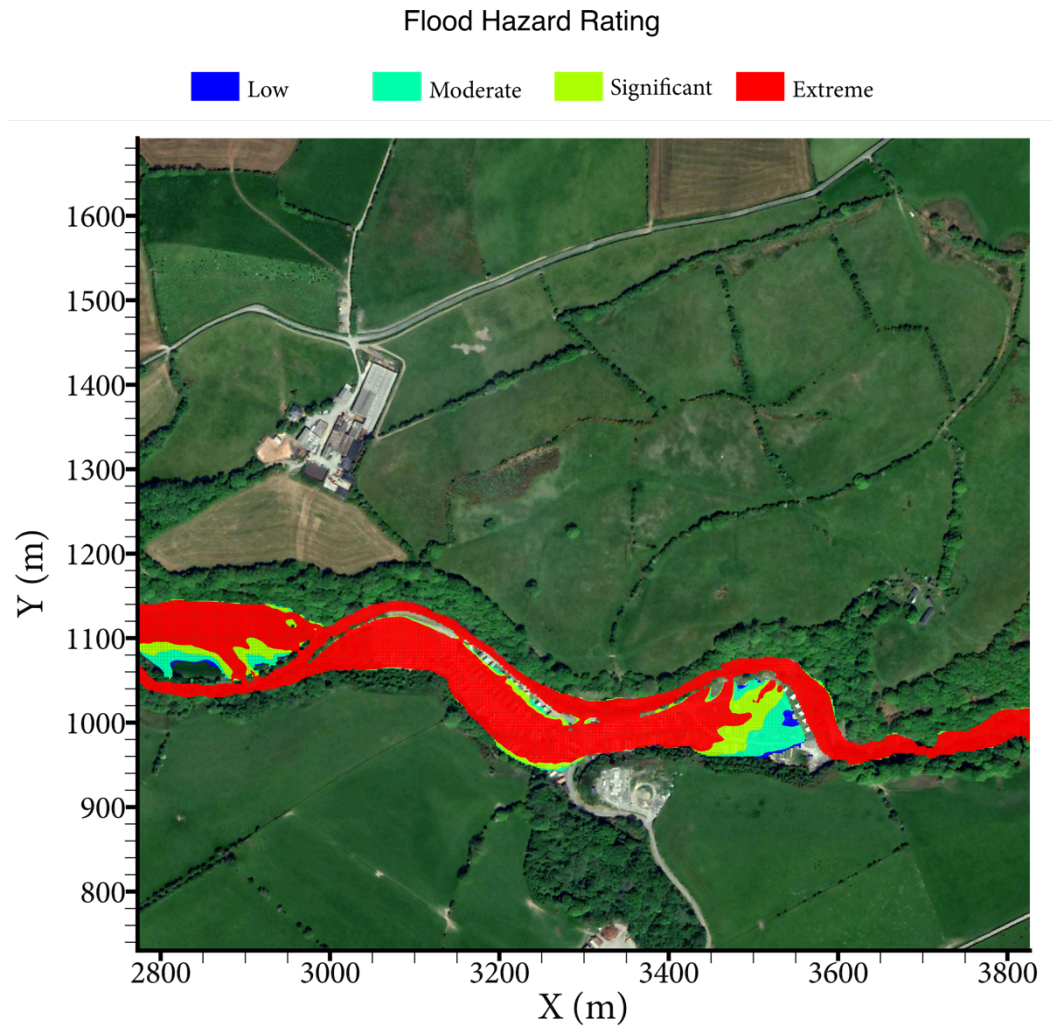 Flood Hazard Rating
Low Moderate Significant Extreme
1600
1500
1400
1300
1200
1100
1000
900
800
Y (m)
2800 3000 3200 3400 3600 3800
X (m)